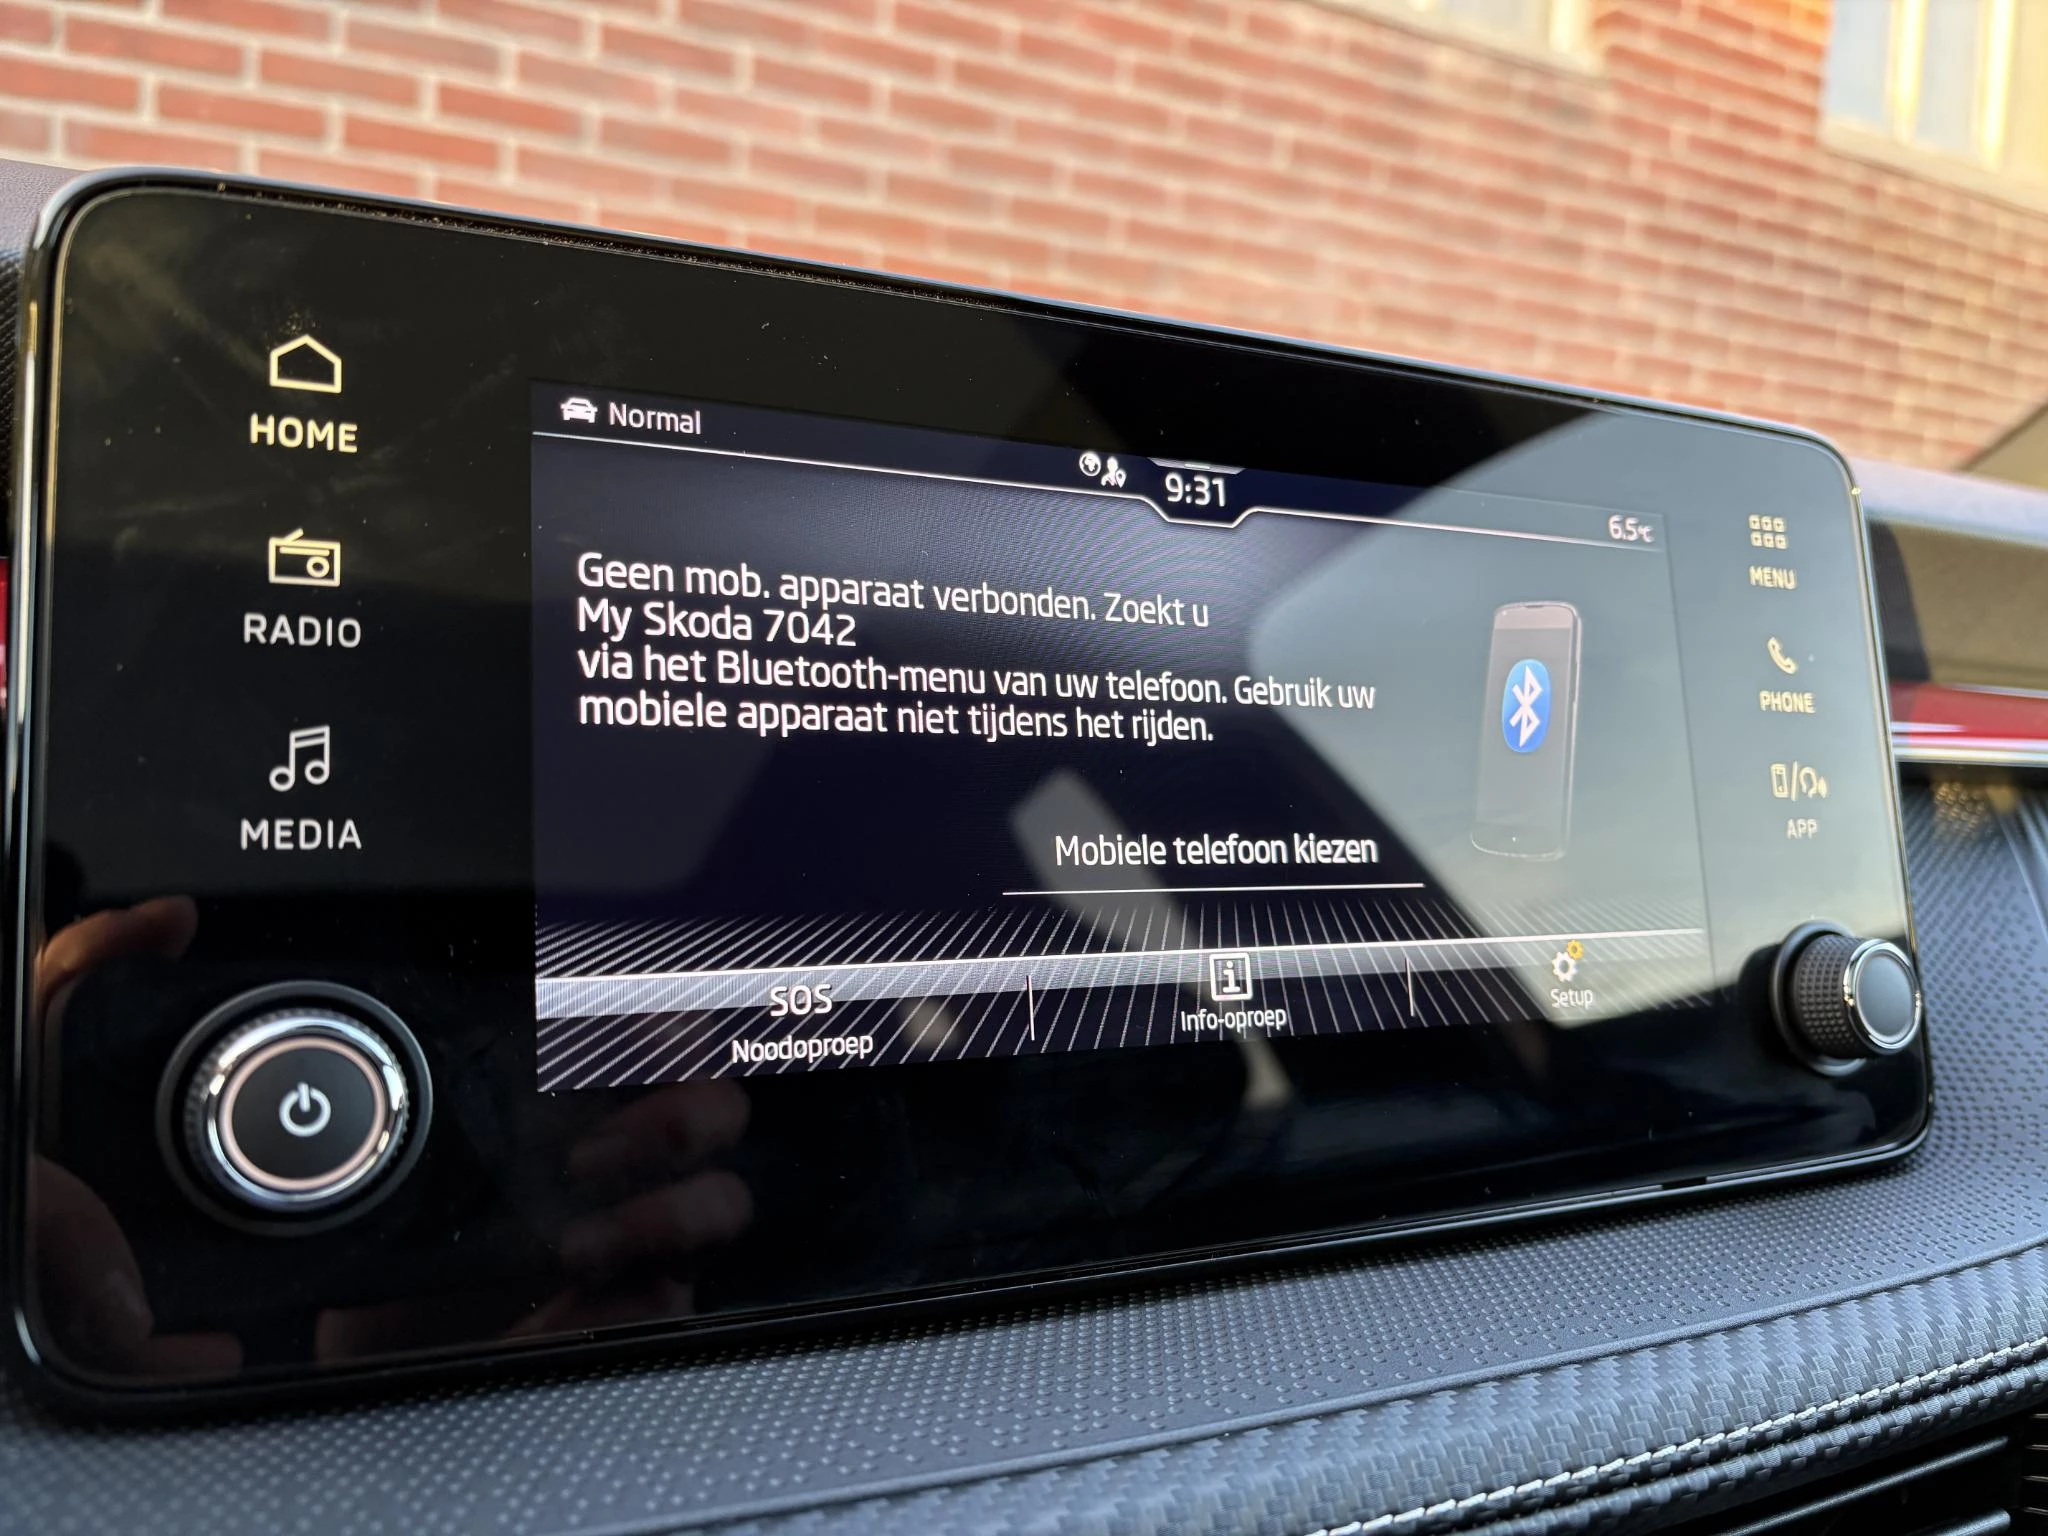 HOME
RADIO
MEDIA
Normal
9:31
6.5°C
Geen mob. apparaat verbonden. Zoekt u
My Skoda 7042
via het Bluetooth-menu van uw telefoon. Gebruik uw
mobiele apparaat niet tijdens het rijden.
Mobiele telefoon kiezen
SOS
Noodoproep
i
Info-oproep
Setup
MENU
PHONE
APP